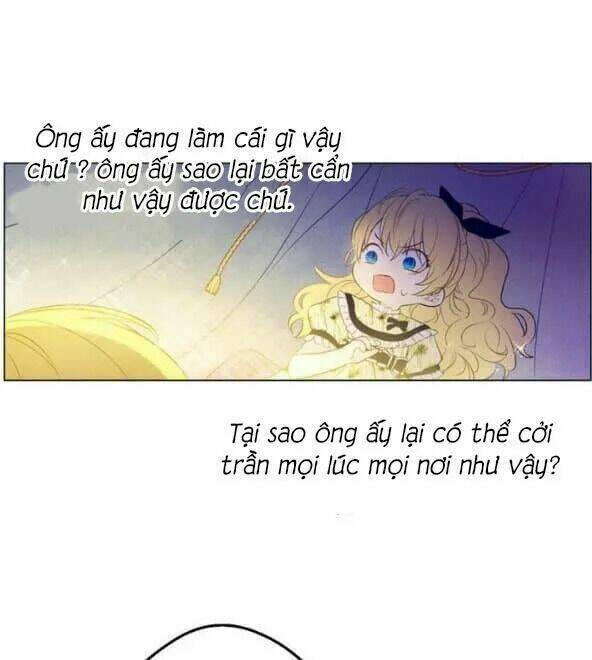 Ông ấy đang làm cái gì vậy
chứ ? ông ấy sao lại bất cẩn
như vậy được chứ.
Tại sao ông ấy lại có thể cởi
trần mọi lúc mọi nơi như vậy?